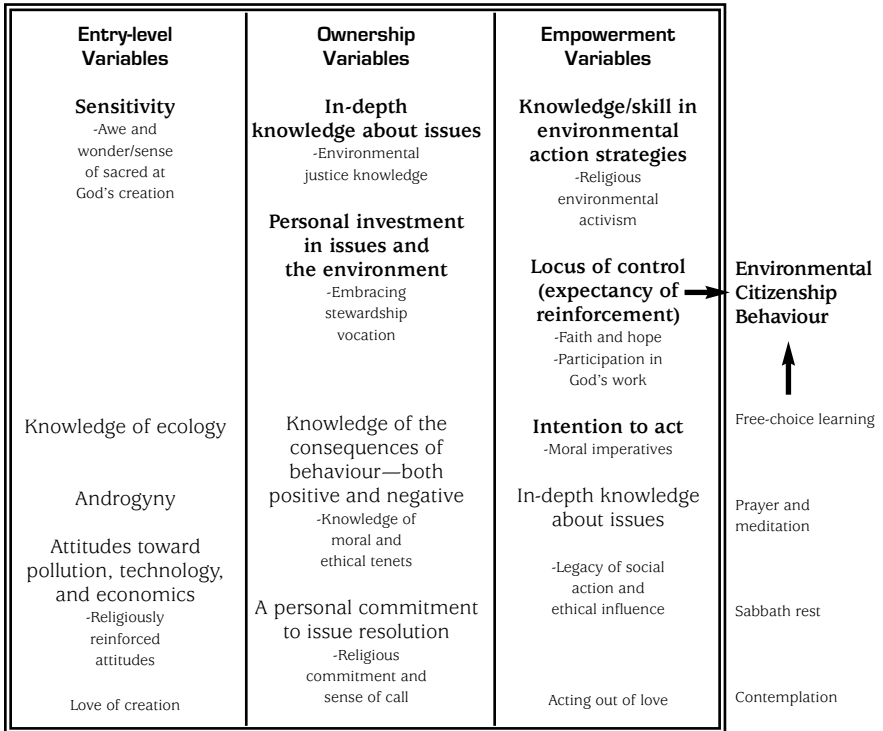 Entry-level
Variables
Sensitivity
-Awe and
wonder/sense
of sacred at
God's creation
Knowledge of ecology
Androgyny
Attitudes toward
pollution, technology,
and economics
-Religiously
reinforced
attitudes
Love of creation
Ownership
Variables
In-depth
knowledge about issues
-Environmental
justice knowledge
Personal investment
in issues and
the environment
-Embracing
stewardship
vocation
Knowledge of the
consequences of
behaviour—both
positive and negative
-Knowledge of
moral and
ethical tenets
A personal commitment
to issue resolution
-Religious
commitment and
sense of call
Empowerment
Variables
Knowledge/skill in
environmental
action strategies
-Religious
environmental
activism
Locus of control
(expectancy of
reinforcement)
-Faith and hope
-Participation in
God's work
Intention to act
-Moral imperatives
In-depth knowledge
about issues
-Legacy of social
action and
ethical influence
Acting out of love
Environmental
Citizenship
Behaviour
Free-choice learning
Prayer and
meditation
Sabbath rest
Contemplation